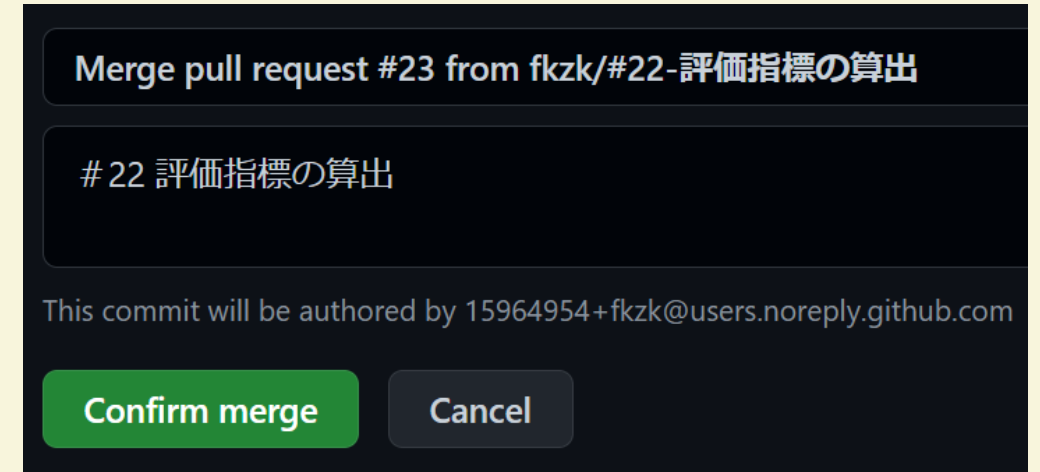 Merge pull request #23 from fkzk/#22-評価指標の算出
＃22 評価指標の算出
This commit will be authored by 15964954+fkzk@users.noreply.github.com
Confirm merge
Cancel